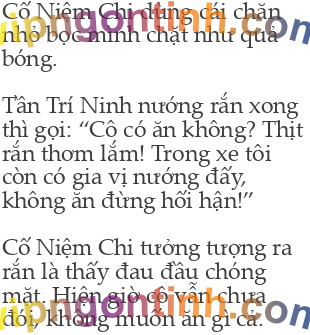 Cố Niệm Chi dùng cái chăn
nhỏ bọc mình chặt như quả
bóng.
Tần Trí Ninh nướng rắn xong
thì gọi: “Cô có ăn không? Thịt
rắn thơm lắm! Trong xe tôi
còn có gia vị nướng đấy,
không ăn đừng hối hận!”
Cố Niệm Chi tưởng tượng ra
rắn là thấy đau đầu chóng
mặt. Hiện giờ cô vẫn chưa
đói, không muốn ăn gì cả
vipngontinh.com
vipngontinh.com